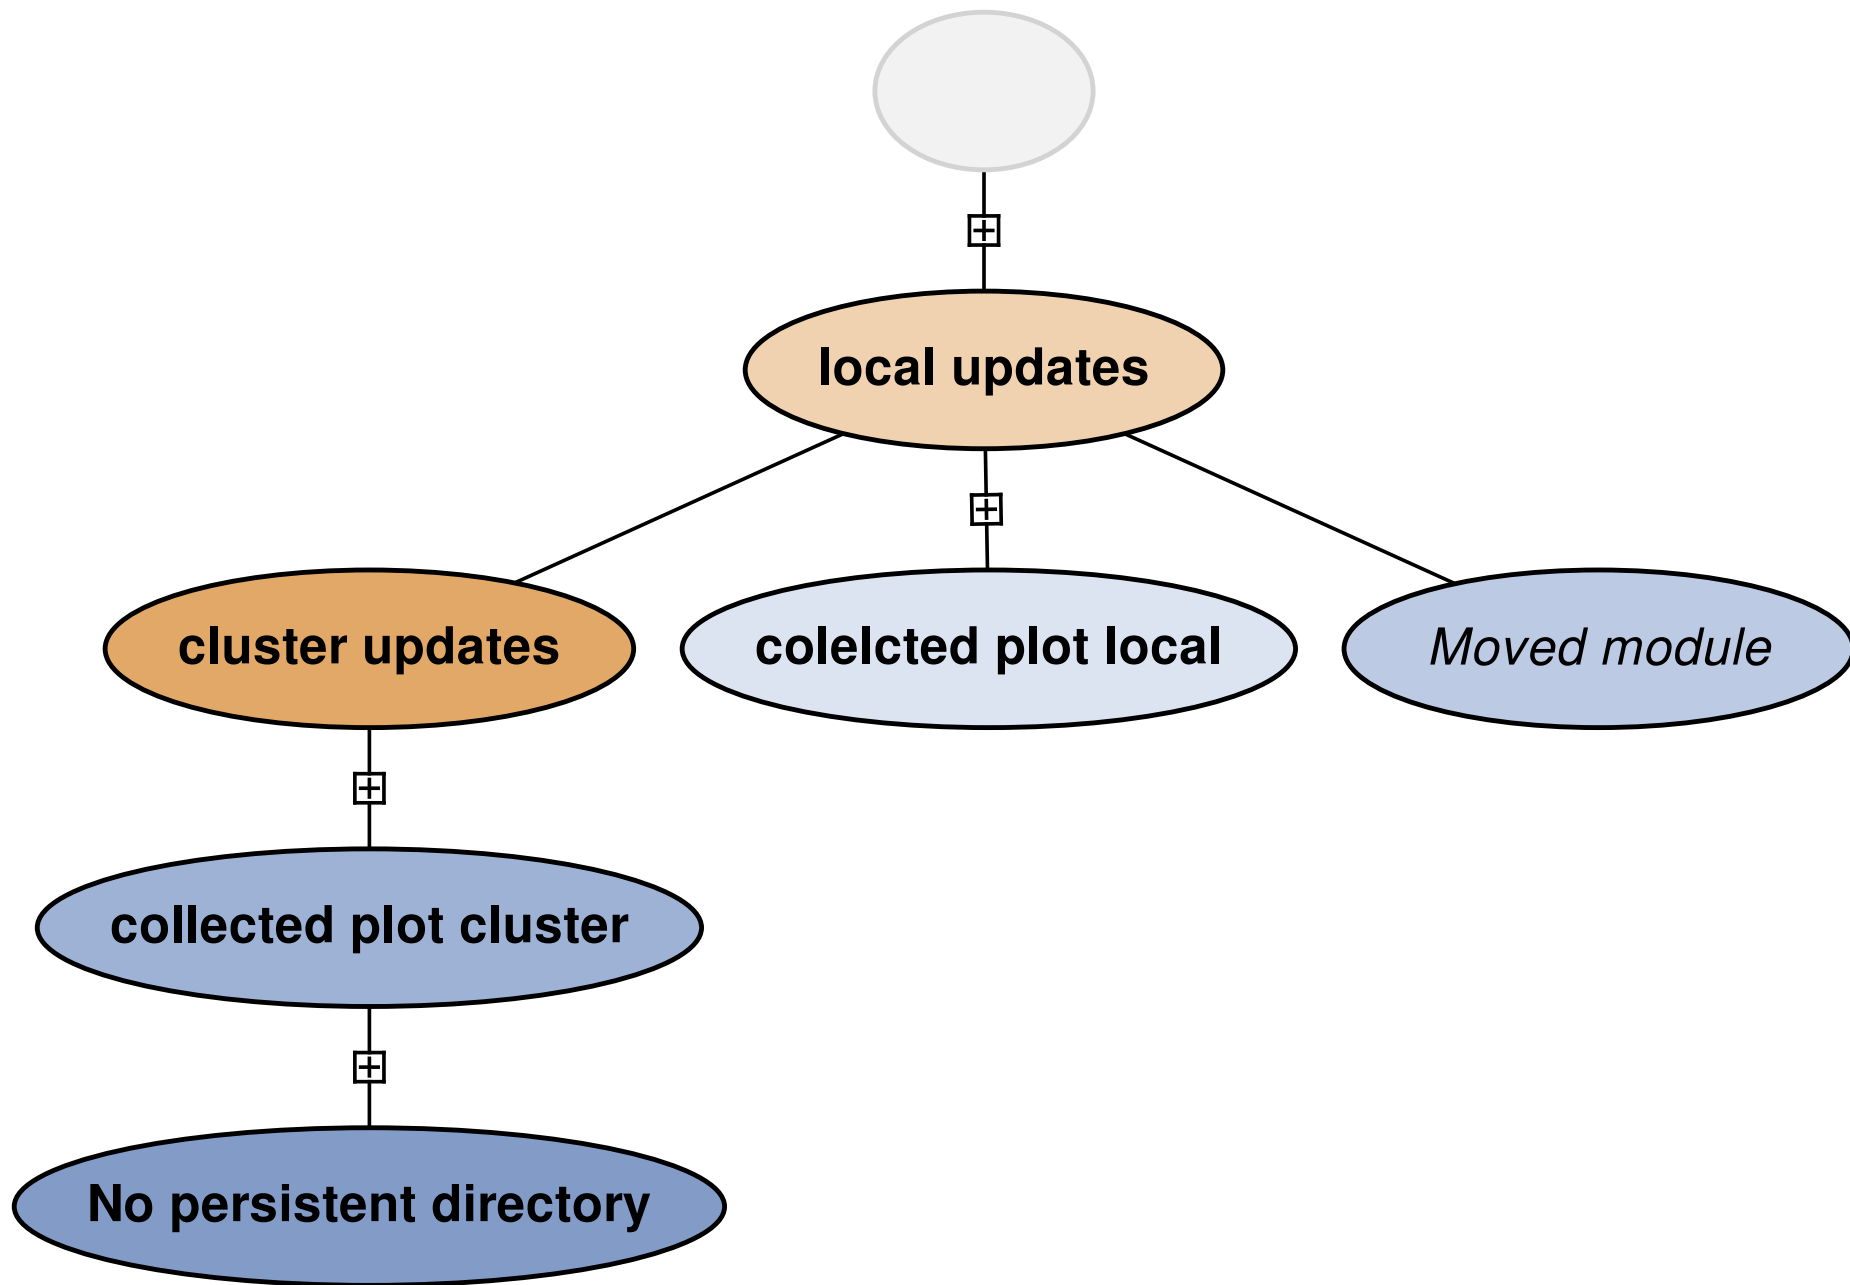 local updates
cluster updates
colelcted plot local
Moved module
collected plot cluster
No persistent directory